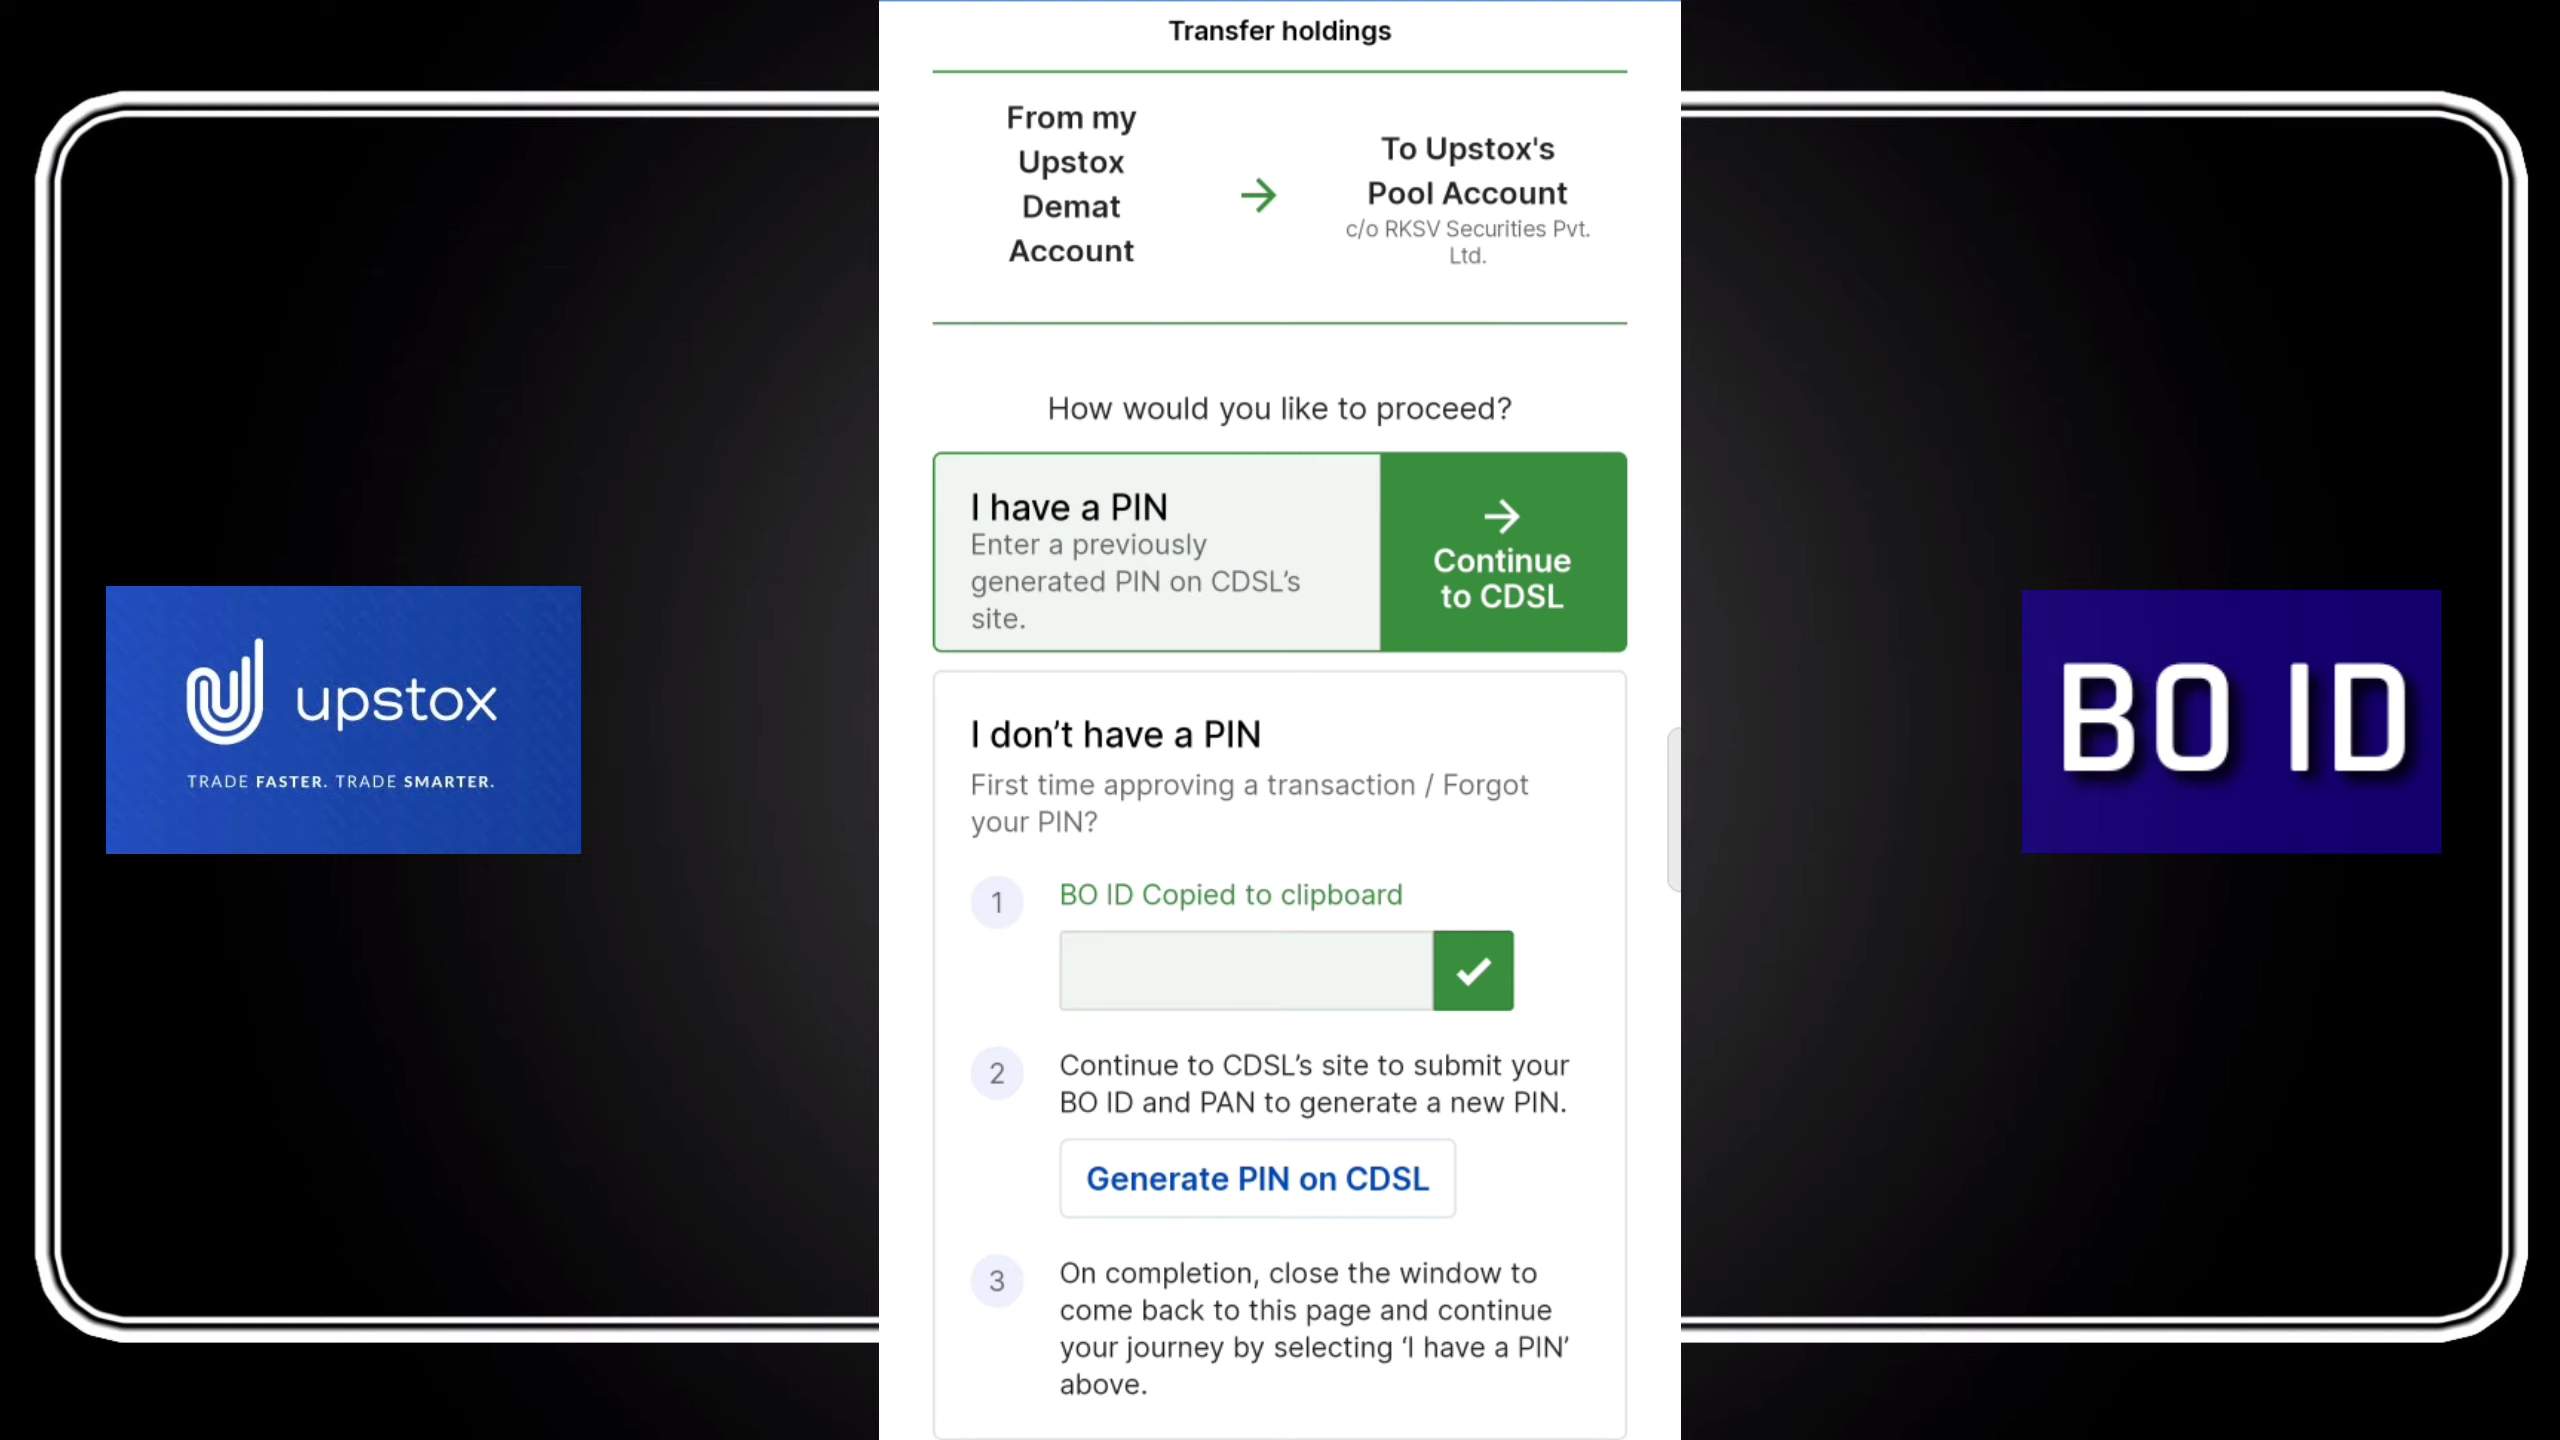 Transfer holdings
From my
Upstox
Demat
Account
To Upstox's
Pool Account
c/o RKSV Securities Pvt.
Ltd.
How would you like to proceed?
I have a PIN
Enter a previously
generated PIN on CDSL’s
site.
Continue
to CDSL
upstox
TRADE FASTER. TRADE SMARTER.
BO ID
I don’t have a PIN
First time approving a transaction / Forgot
your PIN?
1
BO ID Copied to clipboard
2
Continue to CDSL’s site to submit your
BO ID and PAN to generate a new PIN.
Generate PIN on CDSL
3
On completion, close the window to
come back to this page and continue
your journey by selecting ‘I have a PIN’
above.